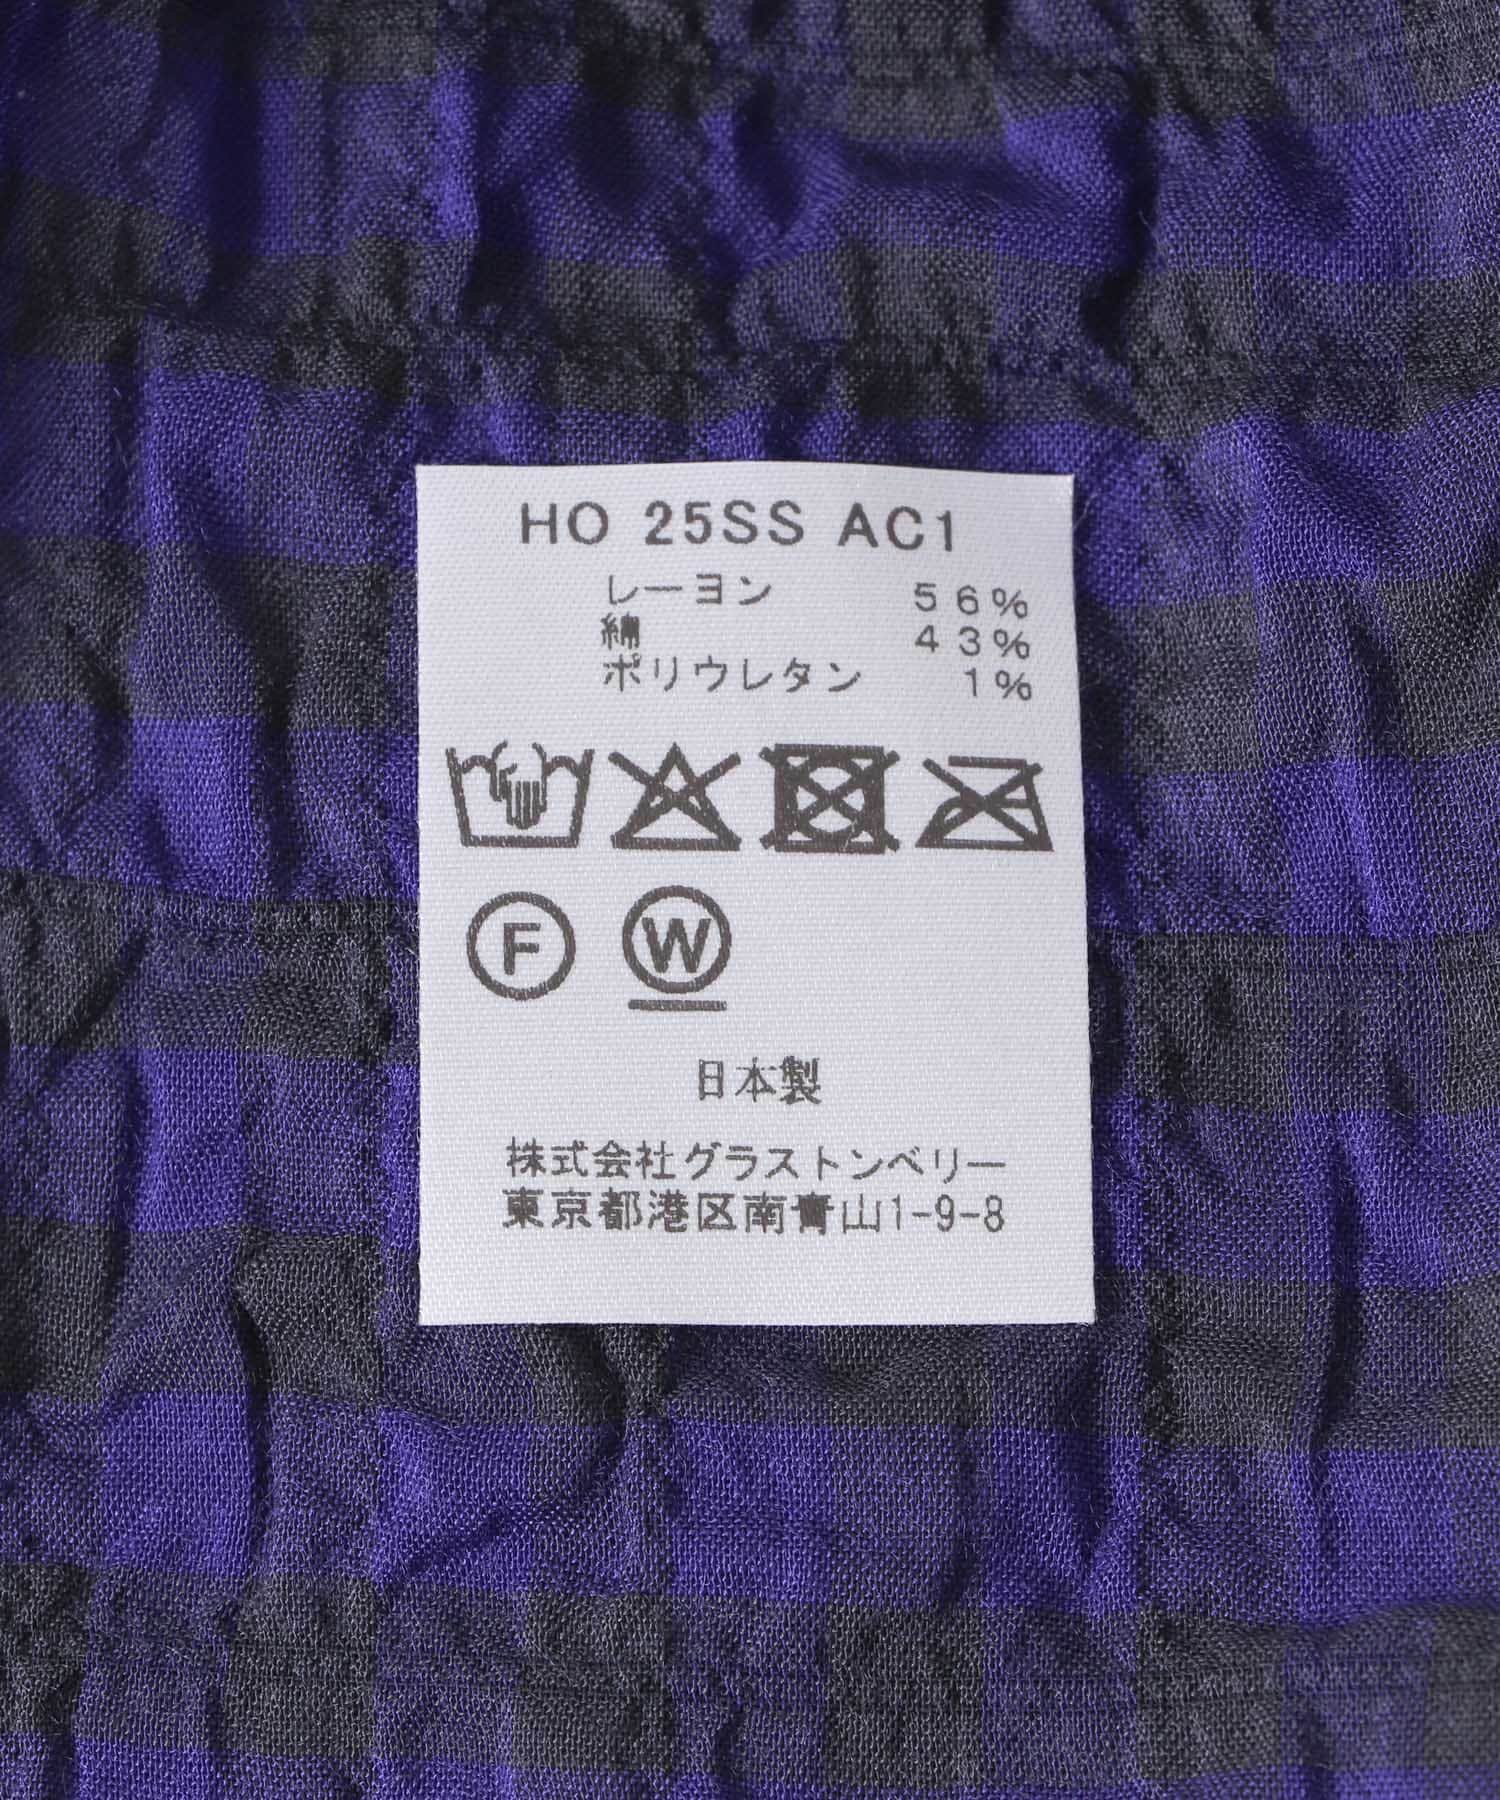 HO 25SS AC1
レーヨン 56%
綿 43%
ポリウレタン 1%
F W
日本製
株式会社グラストンベリー
東京都港区南青山1-9-8